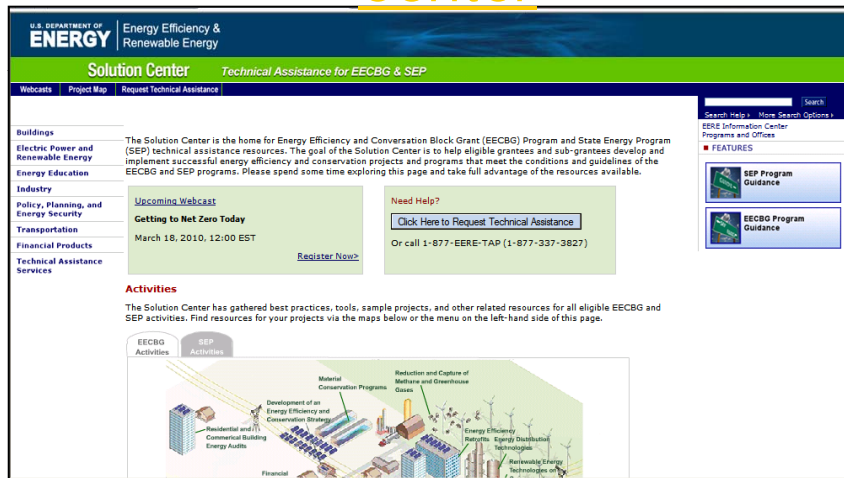 Center
U.S. DEPARTMENT OF
ENERGY
Energy Efficiency &
Renewable Energy
Solution Center
Technical Assistance for EECBG & SEP
Webcasts
Project Map
Request Technical Assistance
Search
Search Help
More Search Options
EERE Information Center
Programs and Offices
FEATURES
SEP Program
Guidance
EECBG Program
Guidance
Buildings
Electric Power and
Renewable Energy
Energy Education
Industry
Policy, Planning, and
Energy Security
Transportation
Financial Products
Technical Assistance
Services
The Solution Center is the home for Energy Efficiency and Conversation Block Grant (EECBG) Program and State Energy Program
(SEP) technical assistance resources. The goal of the Solution Center is to help eligible grantees and sub-grantees develop and
implement successful energy efficiency and conservation projects and programs that meet the conditions and guidelines of the
EECBG and SEP programs. Please spend some time exploring this page and take full advantage of the resources available.
Upcoming Webcast
Getting to Net Zero Today
March 18, 2010, 12:00 EST
Register Now>
Need Help?
Click Here to Request Technical Assistance
Or call 1-877-EERE-TAP (1-877-337-3827)
Activities
The Solution Center has gathered best practices, tools, sample projects, and other related resources for all eligible EECBG and
SEP activities. Find resources for your projects via the maps below or the menu on the left-hand side of this page.
EECBG
Activities
SEP
Activities
Material
Conservation Programs
Reduction and Capture of
Methane and Greenhouse
Gases
Development of an
Energy Efficiency and
Conservation Strategy
Residential and
Commerical Building
Energy Audits
Energy Efficiency
Retrofits
Energy Distribution
Technologies
Renewable Energy
Technologies on
Financial